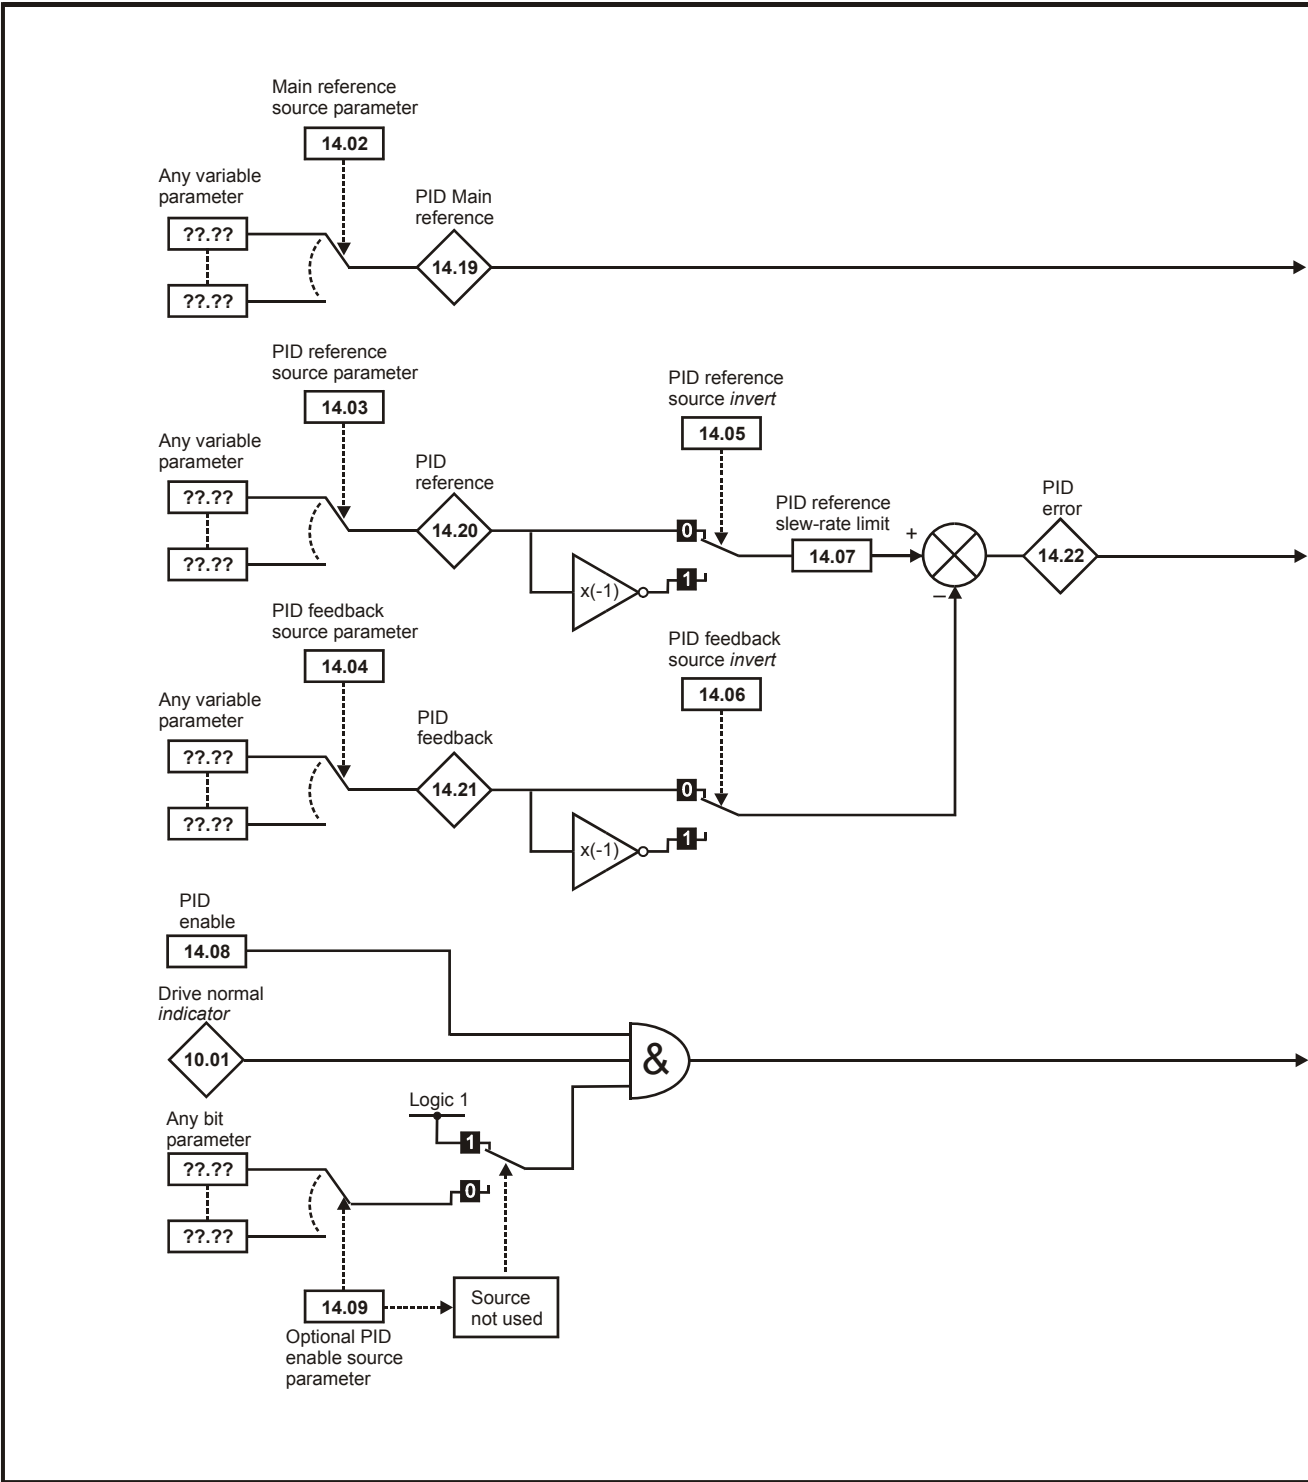 Main reference
source parameter
14.02
Any variable
parameter
??.??
??.??
PID Main
reference
14.19
PID reference
source parameter
14.03
Any variable
parameter
??.??
??.??
PID
reference
14.20
x(-1)
PID reference
source invert
14.05
0
1
PID reference
slew-rate limit
14.07
+
–
PID
error
14.22
PID feedback
source parameter
14.04
Any variable
parameter
??.??
??.??
PID
feedback
14.21
x(-1)
PID feedback
source invert
14.06
0
1
PID
enable
14.08
Drive normal
indicator
10.01
&
Any bit
parameter
??.??
??.??
Logic 1
1
0
14.09
Optional PID
enable source
parameter
Source
not used